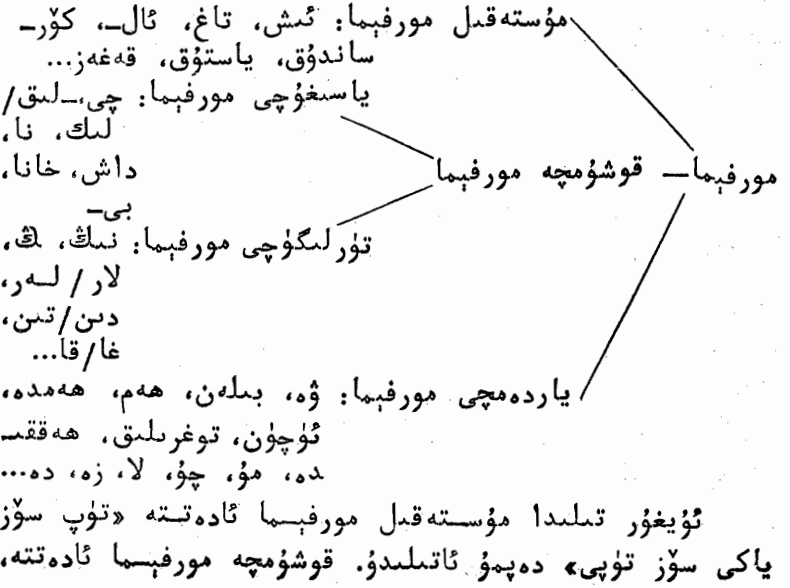 مۇستەقىل مورفېما: ئىش، تاغ، ئال—، كۆر—
ساندۇق، ياستۇق، قەغەز...
ياسىغۇچى مورفېما: چى،—لىق/
لىك، نا،
داش، خانا،
بى—
مورفېما— قوشۇمچە مورفېما
تۈرلىگۈچى مورفېما: نىڭ، ڭ،
لار/ لەر،
دىن/تىن،
غا/قا...
ياردەمچى مورفېما: ۋە، بىلەن، ھەم، ھەمدە،
ئۈچۈن، توغرىلىق، ھەققى—
دە، مۇ، چۇ، لا، زە، دە...
ئۇيغۇر تىلىدا مۇستەقىل مورفېما ئادەتتە «تۈپ سۆز
ياكى سۆز تۈپى» دەپمۇ ئاتىلىدۇ. قوشۇمچە مورفېما ئادەتتە،